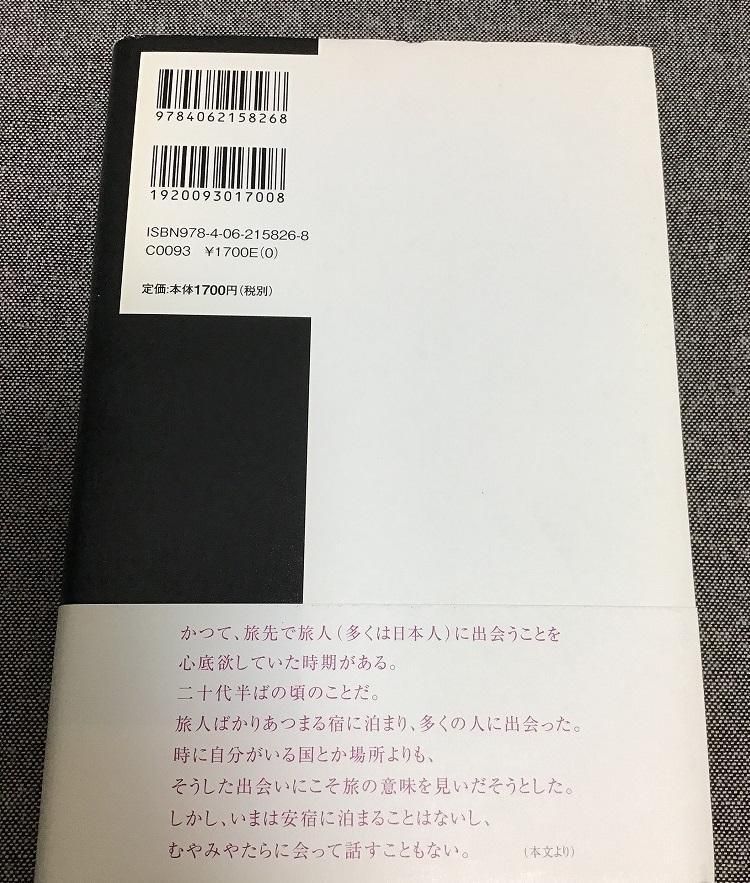 9784062158268
1920093017008
ISBN978-4-06-215826-8
C0093 ¥1700E(0)
定価:本体1700円(税別)
かつて、旅先で旅人(多くは日本人)に出会うことを
心底欲していた時期がある。
二十代半ばの頃のことだ。
旅人ばかりあつまる宿に泊まり、多くの人に出会った。
時に自分がいる国とか場所よりも、
そうした出会いにこそ旅の意味を見いだそうとした。
しかし、いまは安宿に泊まることはないし、
むやみやたらに会って話すこともない。 (本文より)